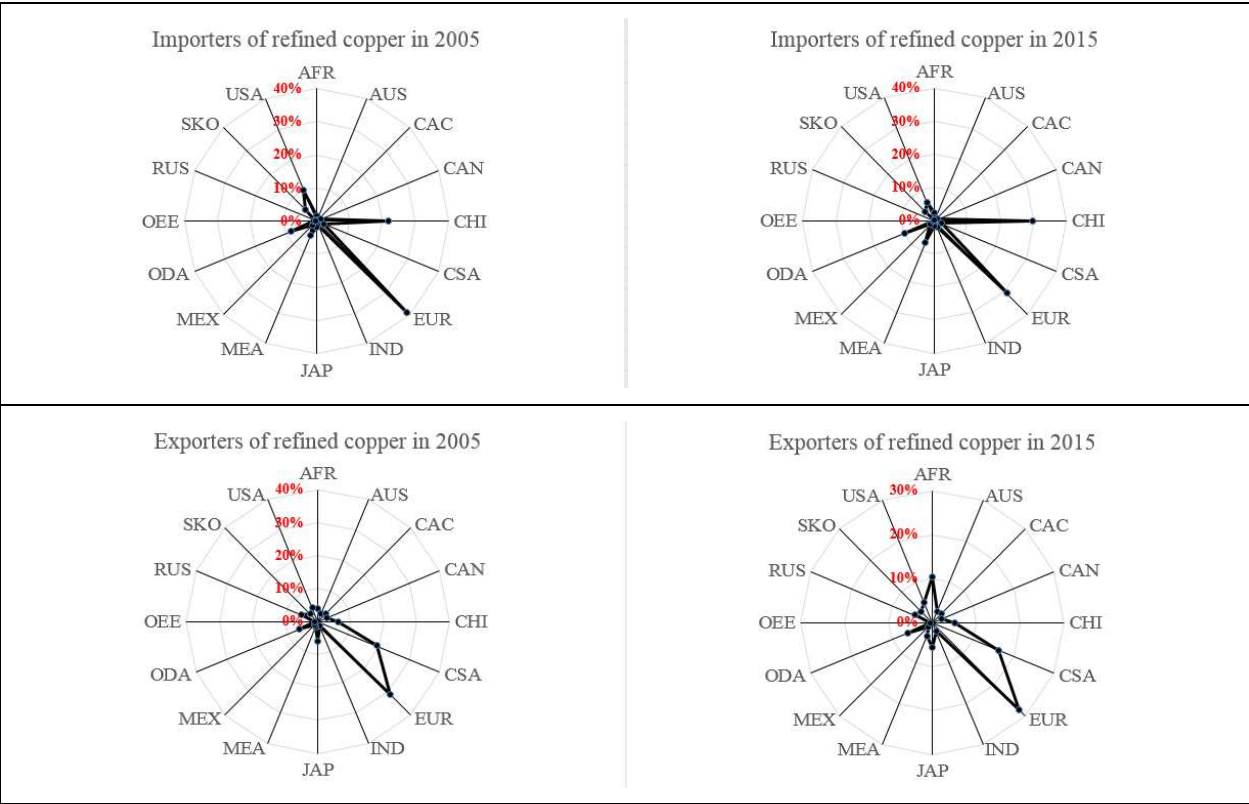 Importers of refined copper in 2005
AFR
AUS
CAC
CAN
CHI
CSA
EUR
IND
JAP
MEA
MEX
ODA
OEE
RUS
SKO
USA
40%
30%
20%
10%
0%
Importers of refined copper in 2015
AFR
AUS
CAC
CAN
CHI
CSA
EUR
IND
JAP
MEA
MEX
ODA
OEE
RUS
SKO
USA
40%
30%
20%
10%
0%
Exporters of refined copper in 2005
AFR
AUS
CAC
CAN
CHI
CSA
EUR
IND
JAP
MEA
MEX
ODA
OEE
RUS
SKO
USA
40%
30%
20%
10%
0%
Exporters of refined copper in 2015
AFR
AUS
CAC
CAN
CHI
CSA
EUR
IND
JAP
MEA
MEX
ODA
OEE
RUS
SKO
USA
30%
20%
10%
0%